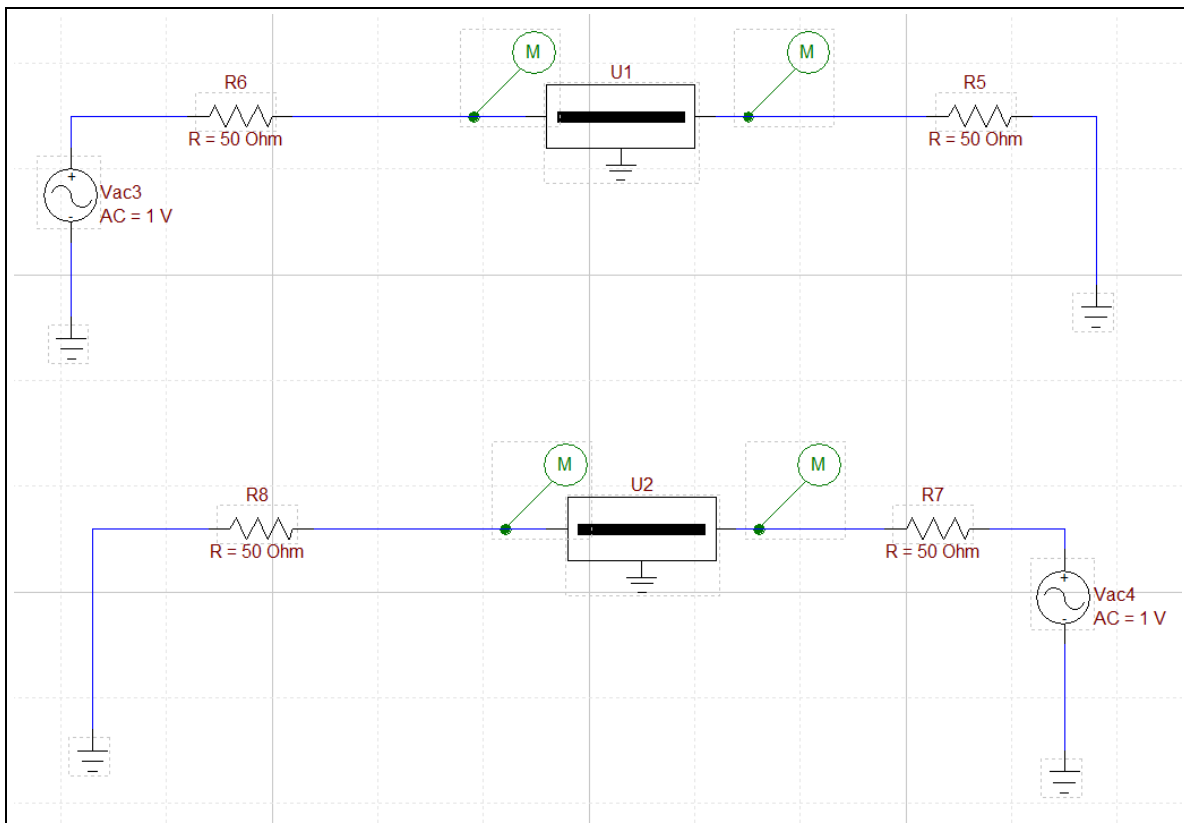 M
M
U1
R6
R5
R = 50 Ohm
R = 50 Ohm
+
Vac3
-
AC = 1 V
M
M
U2
R8
R7
R = 50 Ohm
R = 50 Ohm
+
Vac4
-
AC = 1 V